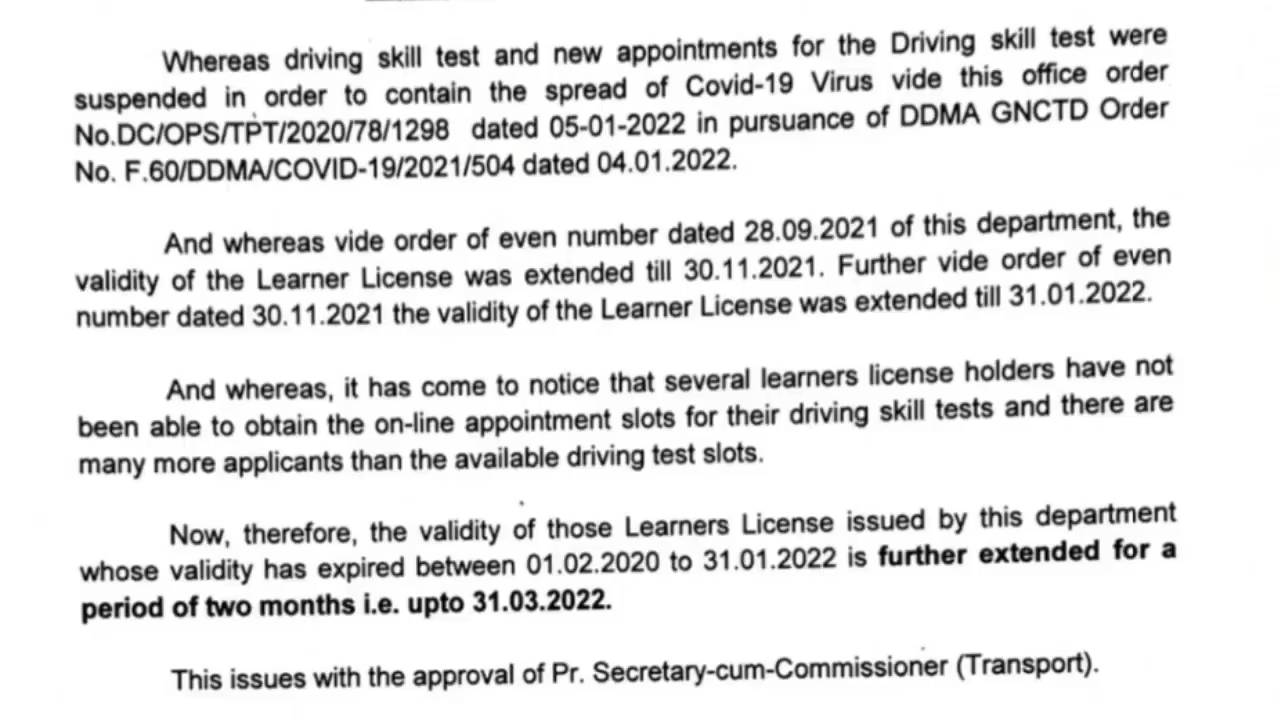 Whereas driving skill test and new appointments for the Driving skill test were
suspended in order to contain the spread of Covid-19 Virus vide this office order
No.DC/OPS/TPT/2020/78/1298 dated 05-01-2022 in pursuance of DDMA GNCTD Order
No. F.60/DDMA/COVID-19/2021/504 dated 04.01.2022.
And whereas vide order of even number dated 28.09.2021 of this department, the
validity of the Learner License was extended till 30.11.2021. Further vide order of even
number dated 30.11.2021 the validity of the Learner License was extended till 31.01.2022.
And whereas, it has come to notice that several learners license holders have not
been able to obtain the on-line appointment slots for their driving skill tests and there are
many more applicants than the available driving test slots.
Now, therefore, the validity of those Learners License issued by this department
whose validity has expired between 01.02.2020 to 31.01.2022 is further extended for a
period of two months i.e. upto 31.03.2022.
This issues with the approval of Pr. Secretary-cum-Commissioner (Transport).